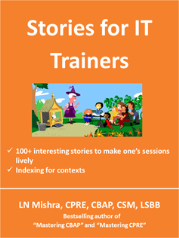 Stories for IT
Trainers
✓ 100+ interesting stories to make one's sessions
lively
✓ Indexing for contexts
LN Mishra, CPRE, CBAP, CSM, LSBB
Bestselling author of
"Mastering CBAP" and "Mastering CPRE"